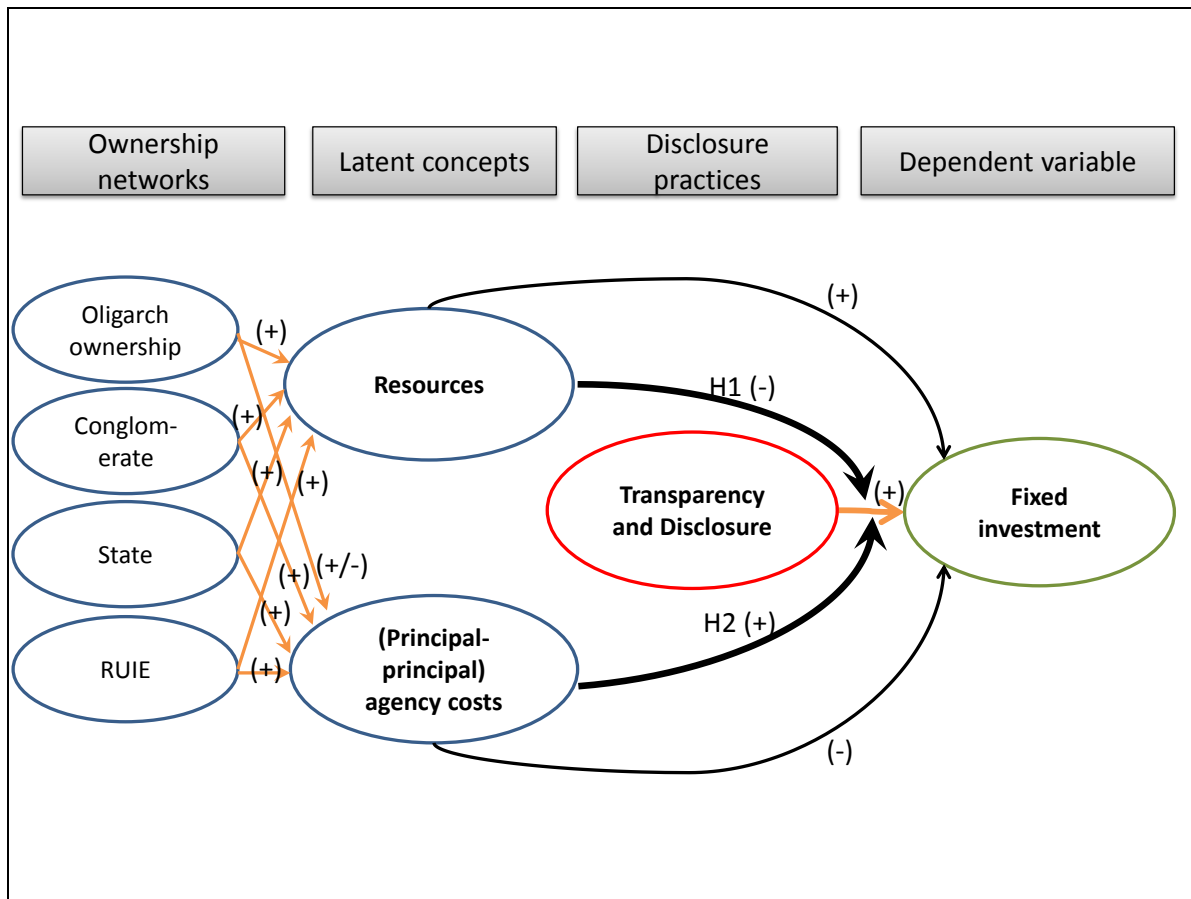 Ownership
networks
Latent concepts
Disclosure
practices
Dependent variable
Oligarch
ownership
Conglom-
erate
State
RUIE
(+)
(+)
(+)
(+)
(+/-)
(+)
(+)
(+)
Resources
(Principal-
principal)
agency costs
(+)
H1 (-)
Transparency
and Disclosure
(+)
H2 (+)
(-)
Fixed
investment